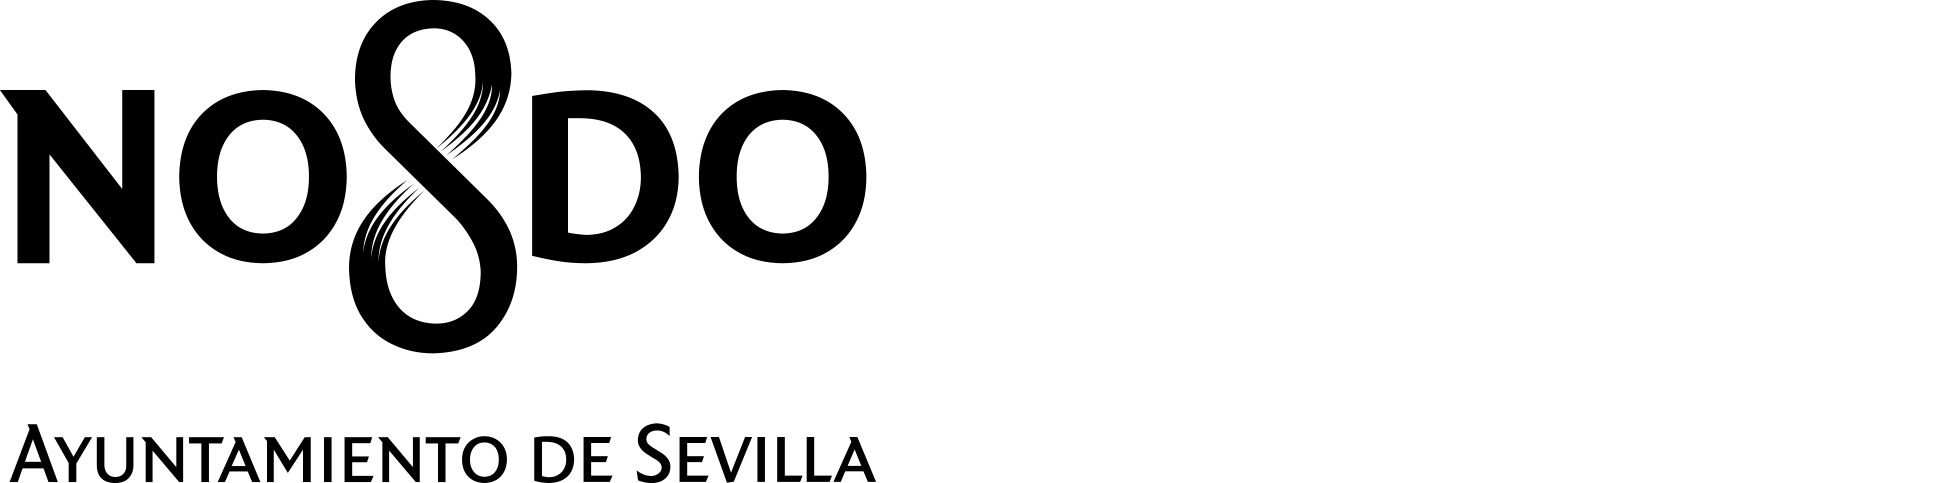 NO8DO
AYUNTAMIENTO DE SEVILLA